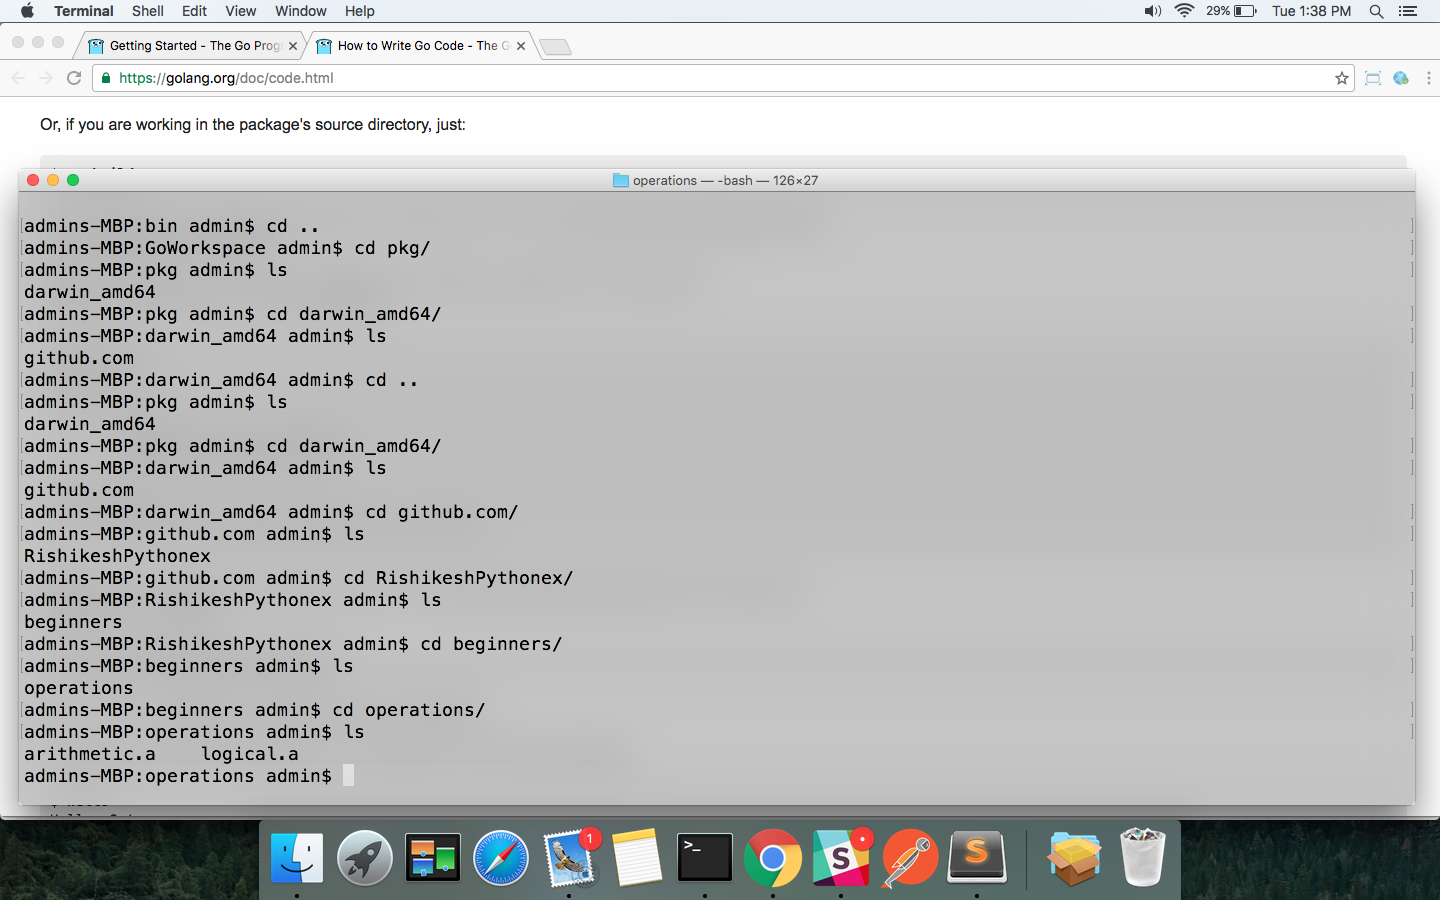 Terminal Shell Edit View Window Help 29% Tue 1:38 PM
Getting Started - The Go Prog How to Write Go Code - The G
https://golang.org/doc/code.html
Or, if you are working in the package's source directory, just:
operations — -bash — 126×27
admins-MBP:bin admin$ cd ..
admins-MBP:GoWorkspace admin$ cd pkg/
admins-MBP:pkg admin$ ls
darwin_amd64
admins-MBP:pkg admin$ cd darwin_amd64/
admins-MBP:darwin_amd64 admin$ ls
github.com
admins-MBP:darwin_amd64 admin$ cd ..
admins-MBP:pkg admin$ ls
darwin_amd64
admins-MBP:pkg admin$ cd darwin_amd64/
admins-MBP:darwin_amd64 admin$ ls
github.com
admins-MBP:darwin_amd64 admin$ cd github.com/
admins-MBP:github.com admin$ ls
RishikeshPythonex
admins-MBP:github.com admin$ cd RishikeshPythonex/
admins-MBP:RishikeshPythonex admin$ ls
beginners
admins-MBP:RishikeshPythonex admin$ cd beginners/
admins-MBP:beginners admin$ ls
operations
admins-MBP:beginners admin$ cd operations/
admins-MBP:operations admin$ ls
arithmetic.a logical.a
admins-MBP:operations admin$
>_ 1 S S